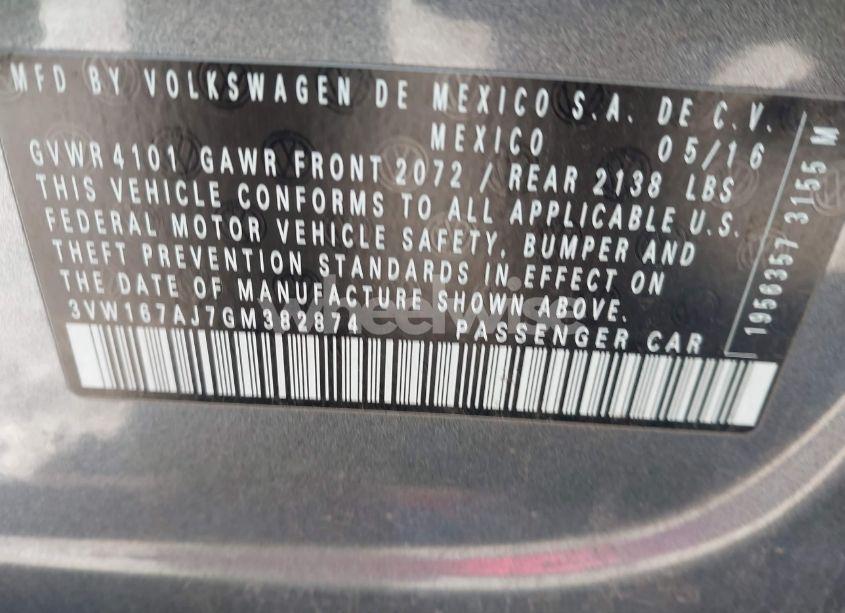 MFD BY VOLKSWAGEN DE MEXICO S.A. DE C.V.
MEXICO 05/16
GVWR 4101 GAWR FRONT 2072 / REAR 2138 LBS
THIS VEHICLE CONFORMS TO ALL APPLICABLE U.S.
FEDERAL MOTOR VEHICLE SAFETY, BUMPER AND
THEFT PREVENTION STANDARDS IN EFFECT ON
THE DATE OF MANUFACTURE SHOWN ABOVE.
3VW167AJ7GM382874 PASSENGER CAR
1956357 3155 M